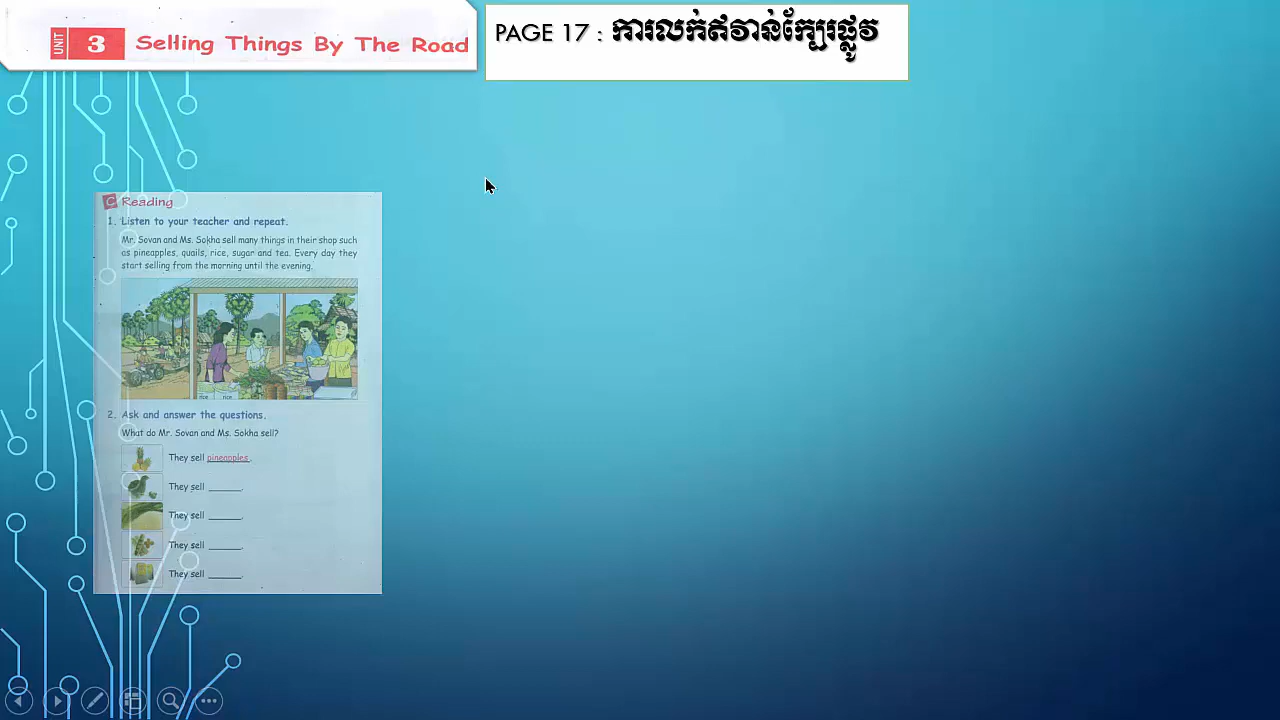 UNIT 3 Selling Things By The Road
PAGE 17 : ការលក់ឥវ៉ាន់ក្បែរផ្លូវ
C Reading
1. Listen to your teacher and repeat.
Mr. Sovan and Ms. Sokha sell many things in their shop such
as pineapples, quails, rice, sugar and tea. Every day they
start selling from the morning until the evening.
rice rice
2. Ask and answer the questions.
What do Mr. Sovan and Ms. Sokha sell?
They sell pineapples.
They sell ______.
They sell ______.
They sell ______.
They sell ______.